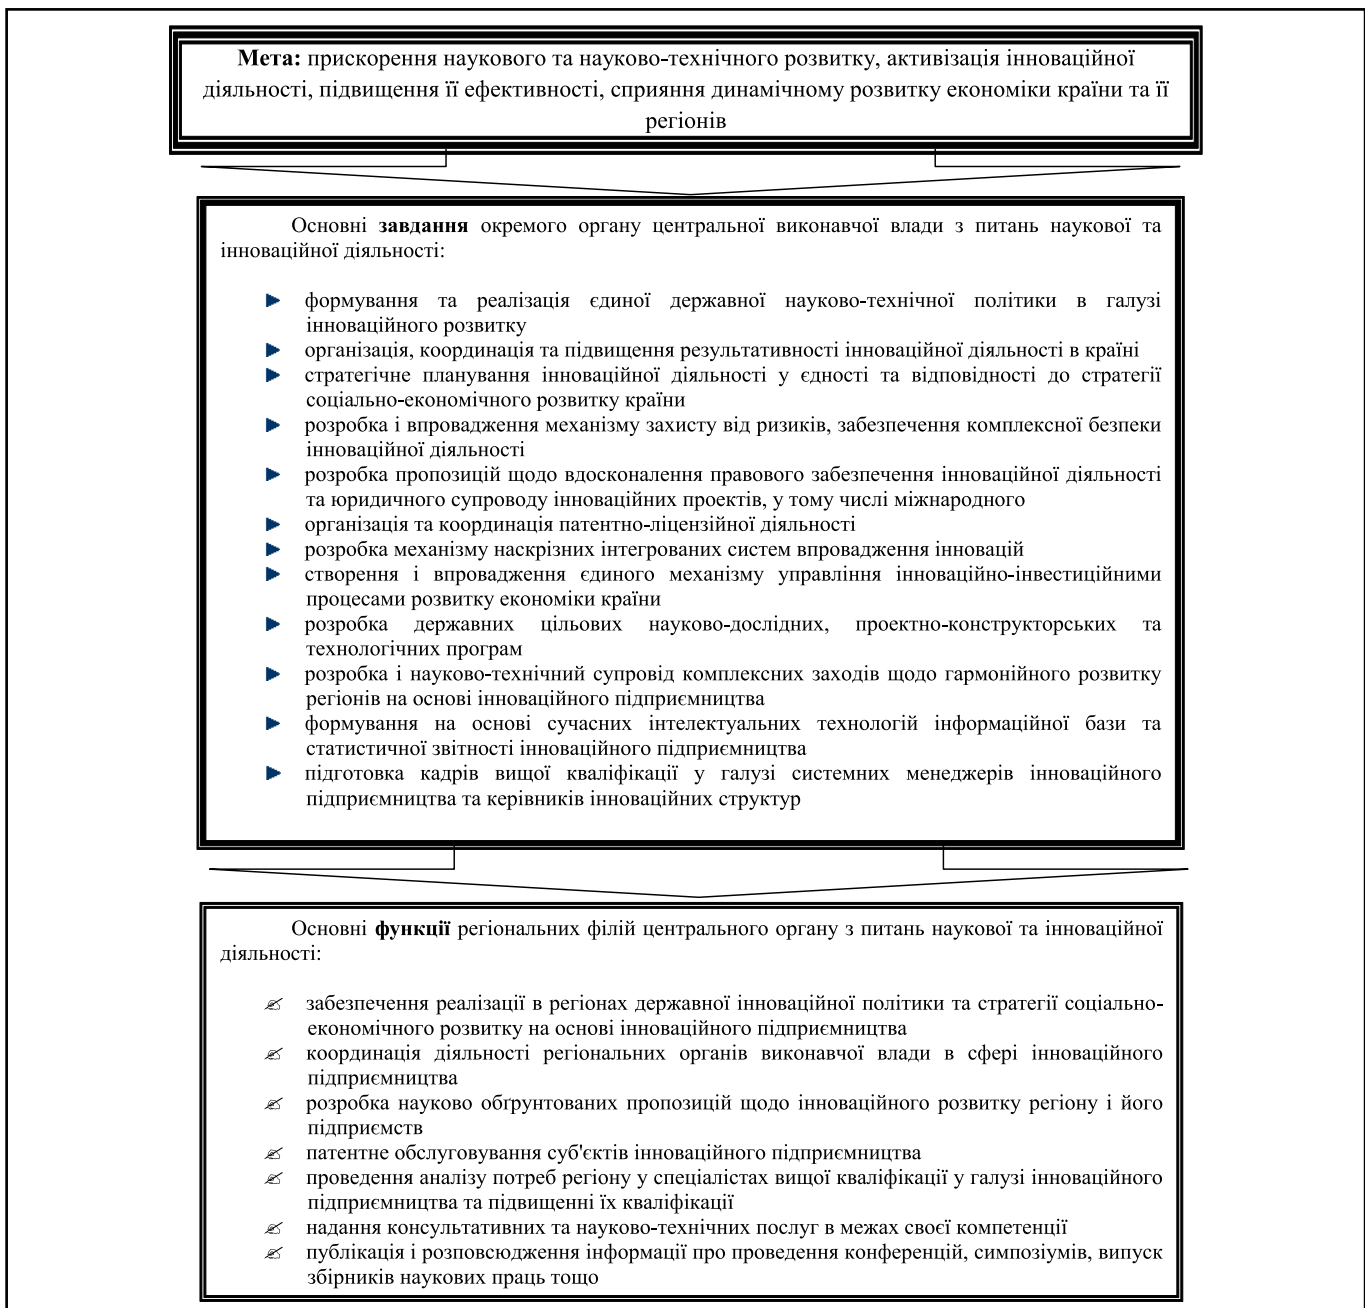 Мета: прискорення наукового та науково-технічного розвитку, активізація інноваційної
діяльності, підвищення її ефективності, сприяння динамічному розвитку економіки країни та її
регіонів
Основні завдання окремого органу центральної виконавчої влади з питань наукової та
інноваційної діяльності:
формування та реалізація єдиної державної науково-технічної політики в галузі
інноваційного розвитку
організація, координація та підвищення результативності інноваційної діяльності в країні
стратегічне планування інноваційної діяльності у єдності та відповідності до стратегії
соціально-економічного розвитку країни
розробка і впровадження механізму захисту від ризиків, забезпечення комплексної безпеки
інноваційної діяльності
розробка пропозицій щодо вдосконалення правового забезпечення інноваційної діяльності
та юридичного супроводу інноваційних проектів, у тому числі міжнародного
організація та координація патентно-ліцензійної діяльності
розробка механізму наскрізних інтегрованих систем впровадження інновацій
створення і впровадження єдиного механізму управління інноваційно-інвестиційними
процесами розвитку економіки країни
розробка державних цільових науково-дослідних, проектно-конструкторських та
технологічних програм
розробка і науково-технічний супровід комплексних заходів щодо гармонійного розвитку
регіонів на основі інноваційного підприємництва
формування на основі сучасних інтелектуальних технологій інформаційної бази та
статистичної звітності інноваційного підприємництва
підготовка кадрів вищої кваліфікації у галузі системних менеджерів інноваційного
підприємництва та керівників інноваційних структур
Основні функції регіональних філій центрального органу з питань наукової та інноваційної
діяльності:
забезпечення реалізації в регіонах державної інноваційної політики та стратегії соціально-
економічного розвитку на основі інноваційного підприємництва
координація діяльності регіональних органів виконавчої влади в сфері інноваційного
підприємництва
розробка науково обґрунтованих пропозицій щодо інноваційного розвитку регіону і його
підприємств
патентне обслуговування суб'єктів інноваційного підприємництва
проведення аналізу потреб регіону у спеціалістах вищої кваліфікації у галузі інноваційного
підприємництва та підвищенні їх кваліфікації
надання консультативних та науково-технічних послуг в межах своєї компетенції
публікація і розповсюдження інформації про проведення конференцій, симпозіумів, випуск
збірників наукових праць тощо